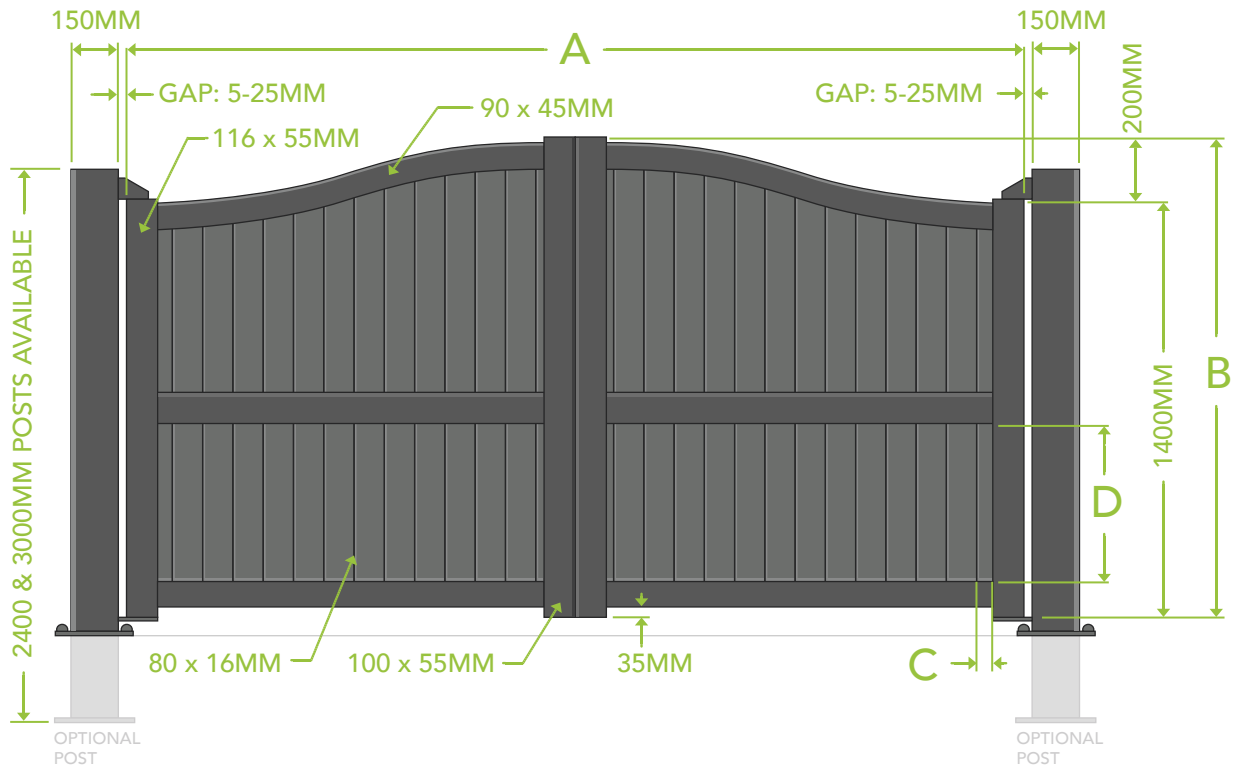 150MM
150MM
A
GAP: 5-25MM
GAP: 5-25MM
90 x 45MM
116 x 55MM
200MM
2400 & 3000MM POSTS AVAILABLE
B
1400MM
D
80 x 16MM
100 x 55MM
35MM
C
OPTIONAL
POST
OPTIONAL
POST